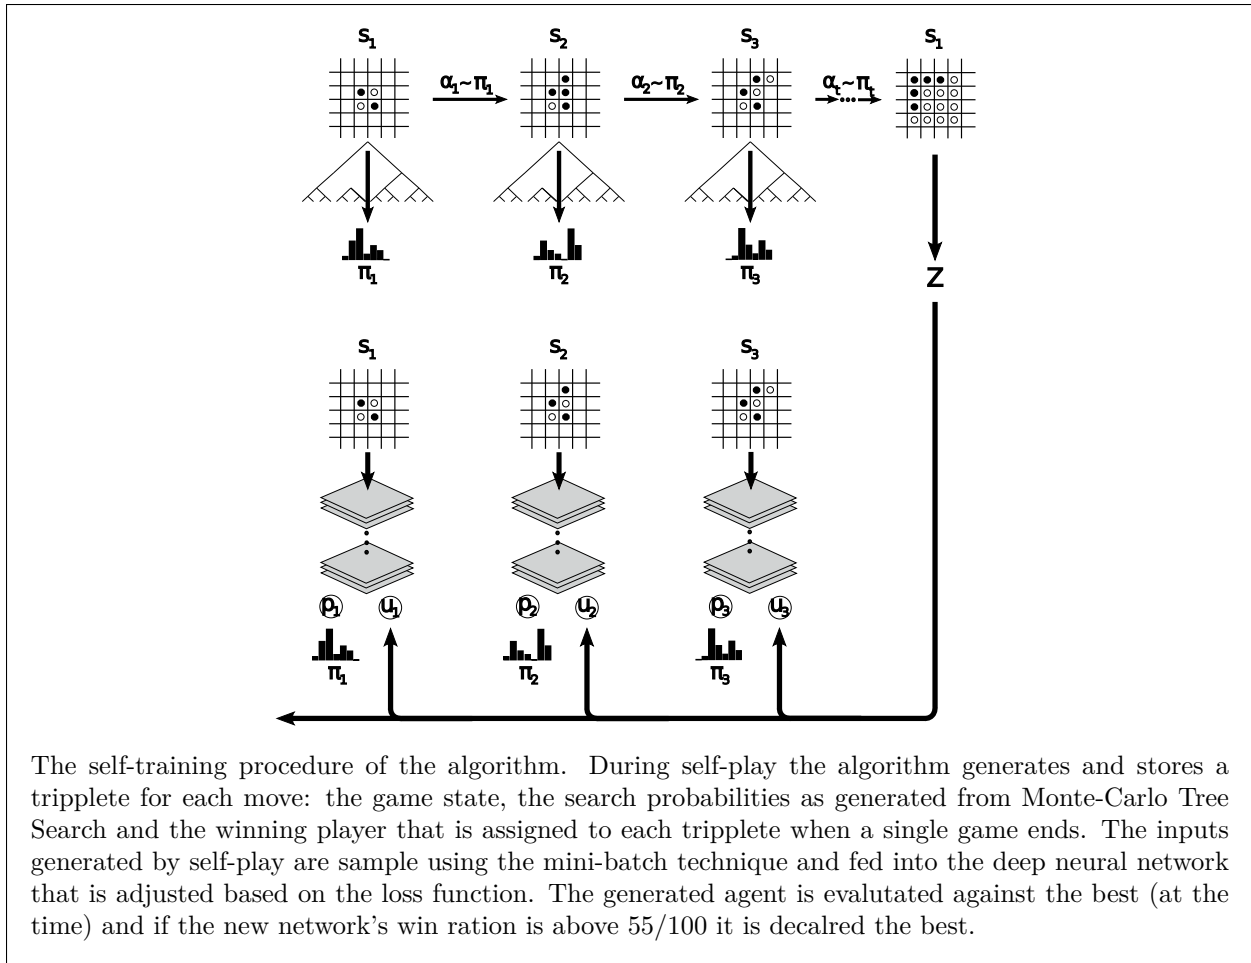 S₁ S₂ S₃ S₁
α₁~π₁ α₂~π₂ αₜ~πₜ
π₁ π₂ π₃
Z
S₁ S₂ S₃
p₁ u₁ p₂ u₂ p₃ u₃
π₁ π₂ π₃
The self-training procedure of the algorithm. During self-play the algorithm generates and stores a
tripplete for each move: the game state, the search probabilities as generated from Monte-Carlo Tree
Search and the winning player that is assigned to each tripplete when a single game ends. The inputs
generated by self-play are sample using the mini-batch technique and fed into the deep neural network
that is adjusted based on the loss function. The generated agent is evalutated against the best (at the
time) and if the new network's win ration is above 55/100 it is decalred the best.